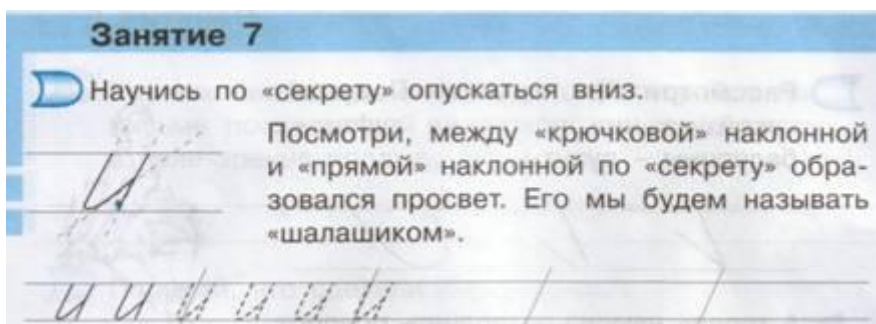 Занятие 7
Научись по «секрету» опускаться вниз.
Посмотри, между «крючковой» наклонной
и «прямой» наклонной по «секрету» обра-
зовался просвет. Его мы будем называть
«шалашиком».